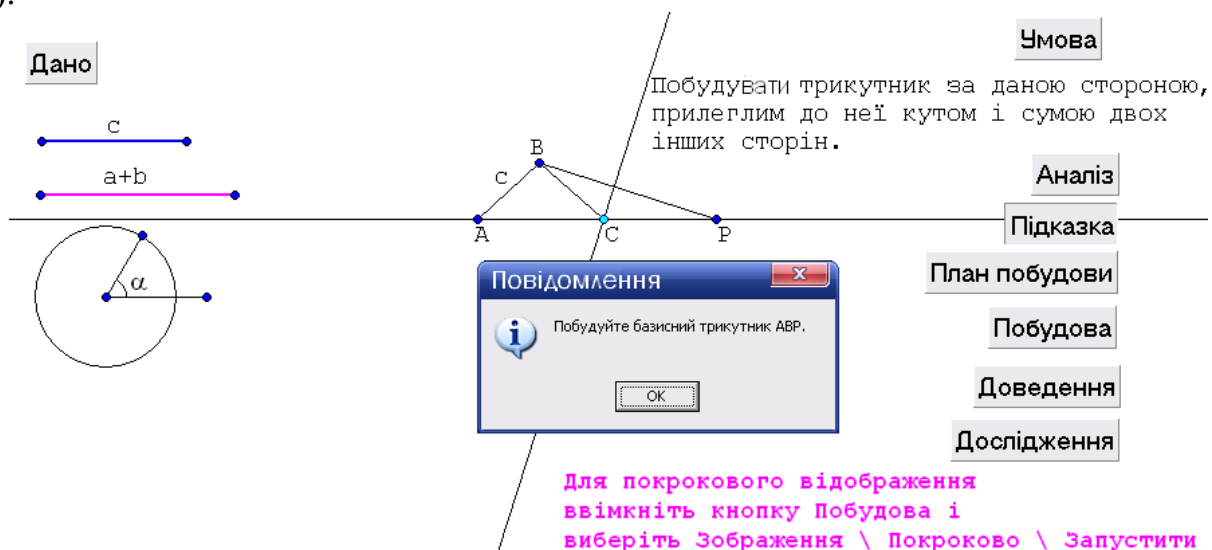 ):
Дано
Умова
Побудувати трикутник за даною стороною,
прилеглим до неї кутом і сумою двох
інших сторін.
c
a+b
α
B
c
A
C
P
Аналіз
Підказка
План побудови
Побудова
Доведення
Дослідження
Повідомлення
x
i
Побудуйте базисний трикутник АВР.
ОК
Для покрокового відображення
ввімкніть кнопку Побудова і
виберіть Зображення \ Покроково \ Запустити